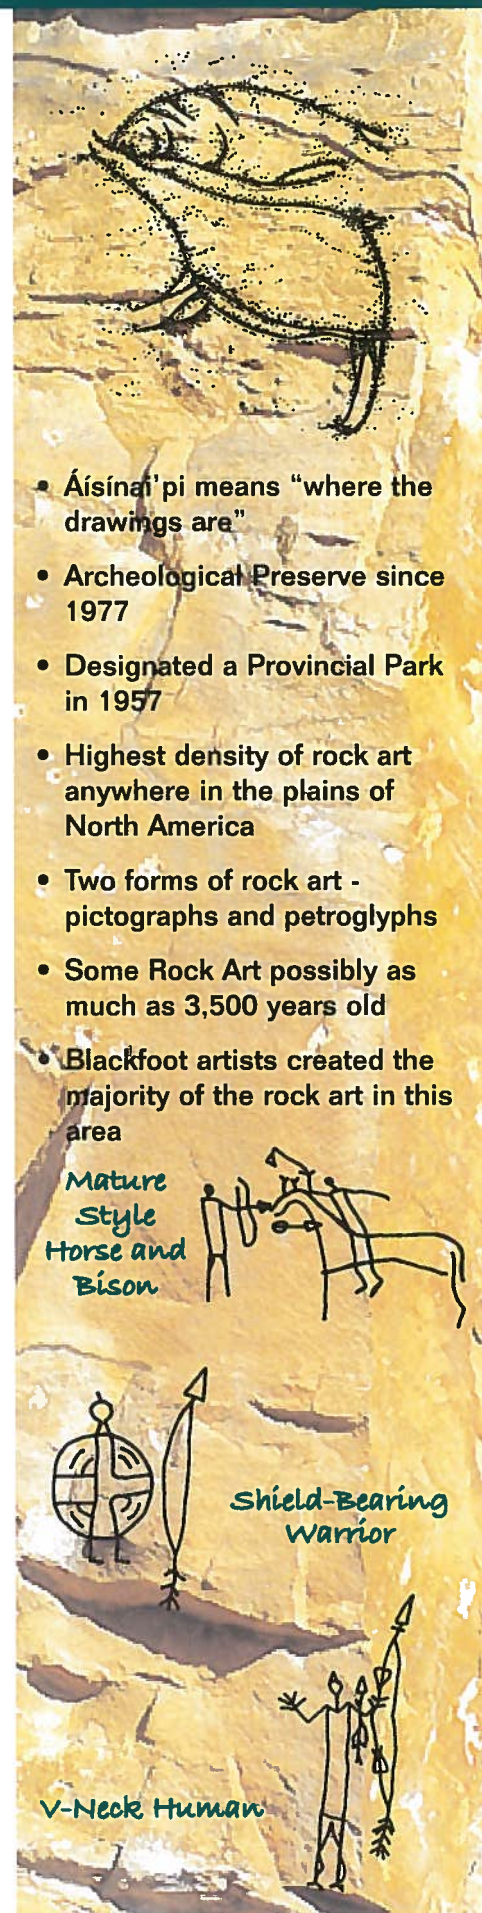 • Áísínai'pi means “where the
drawings are”
• Archeological Preserve since
1977
• Designated a Provincial Park
in 1957
• Highest density of rock art
anywhere in the plains of
North America
• Two forms of rock art -
pictographs and petroglyphs
• Some Rock Art possibly as
much as 3,500 years old
• Blackfoot artists created the
majority of the rock art in this
area
Mature
Style
Horse and
Bison
Shield-Bearing
Warrior
V-Neck Human